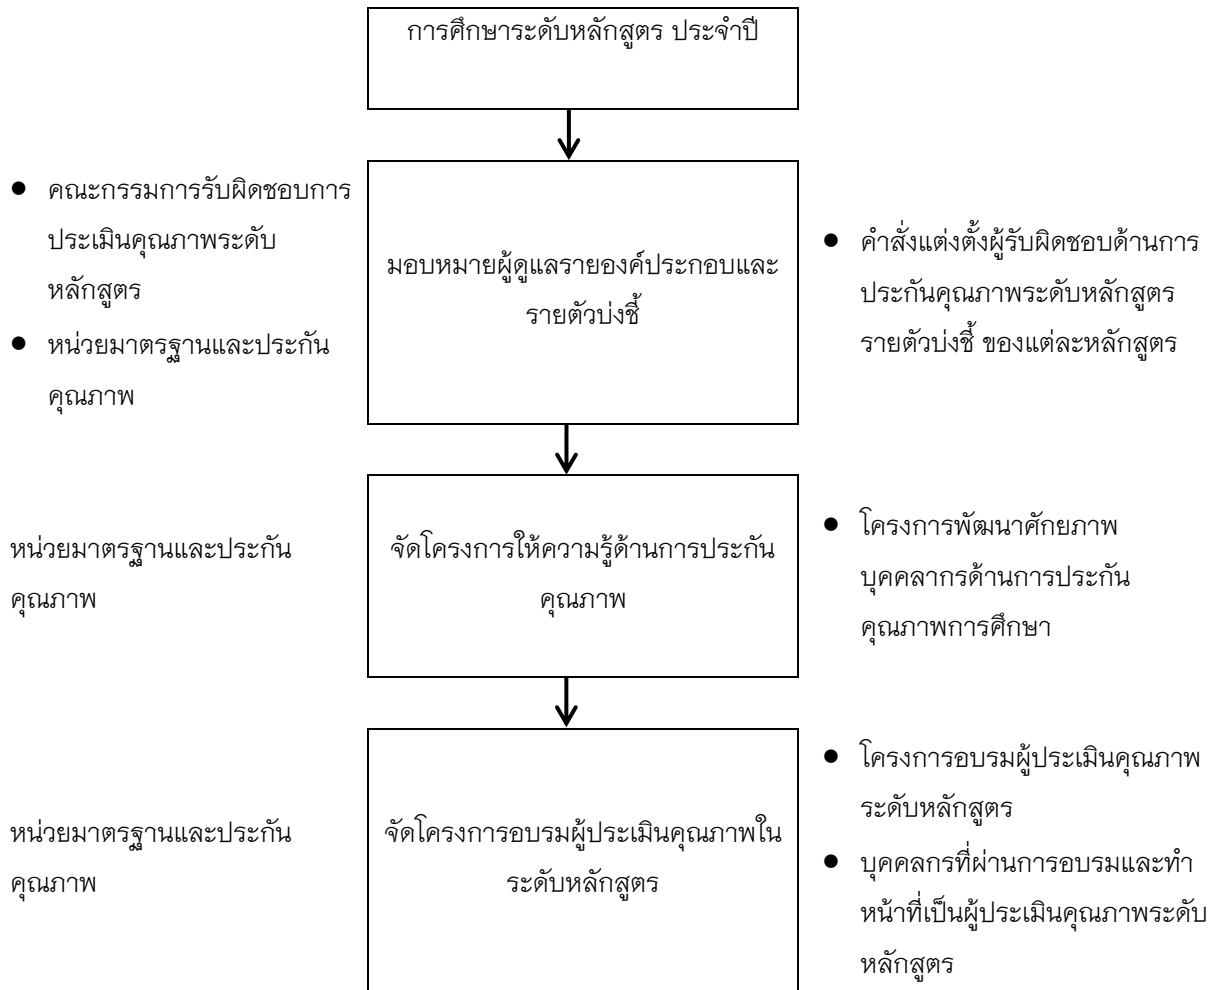 การศึกษาระดับหลักสูตร ประจำปี
● คณะกรรมการรับผิดชอบการ
ประเมินคุณภาพระดับ
หลักสูตร
● หน่วยมาตรฐานและประกัน
คุณภาพ
มอบหมายผู้ดูแลรายองค์ประกอบและ
รายตัวบ่งชี้
● คำสั่งแต่งตั้งผู้รับผิดชอบด้านการ
ประกันคุณภาพระดับหลักสูตร
รายตัวบ่งชี้ ของแต่ละหลักสูตร
หน่วยมาตรฐานและประกัน
คุณภาพ
จัดโครงการให้ความรู้ด้านการประกัน
คุณภาพ
● โครงการพัฒนาศักยภาพ
บุคคลากรด้านการประกัน
คุณภาพการศึกษา
หน่วยมาตรฐานและประกัน
คุณภาพ
จัดโครงการอบรมผู้ประเมินคุณภาพใน
ระดับหลักสูตร
● โครงการอบรมผู้ประเมินคุณภาพ
ระดับหลักสูตร
● บุคคลากรที่ผ่านการอบรมและทำ
หน้าที่เป็นผู้ประเมินคุณภาพระดับ
หลักสูตร